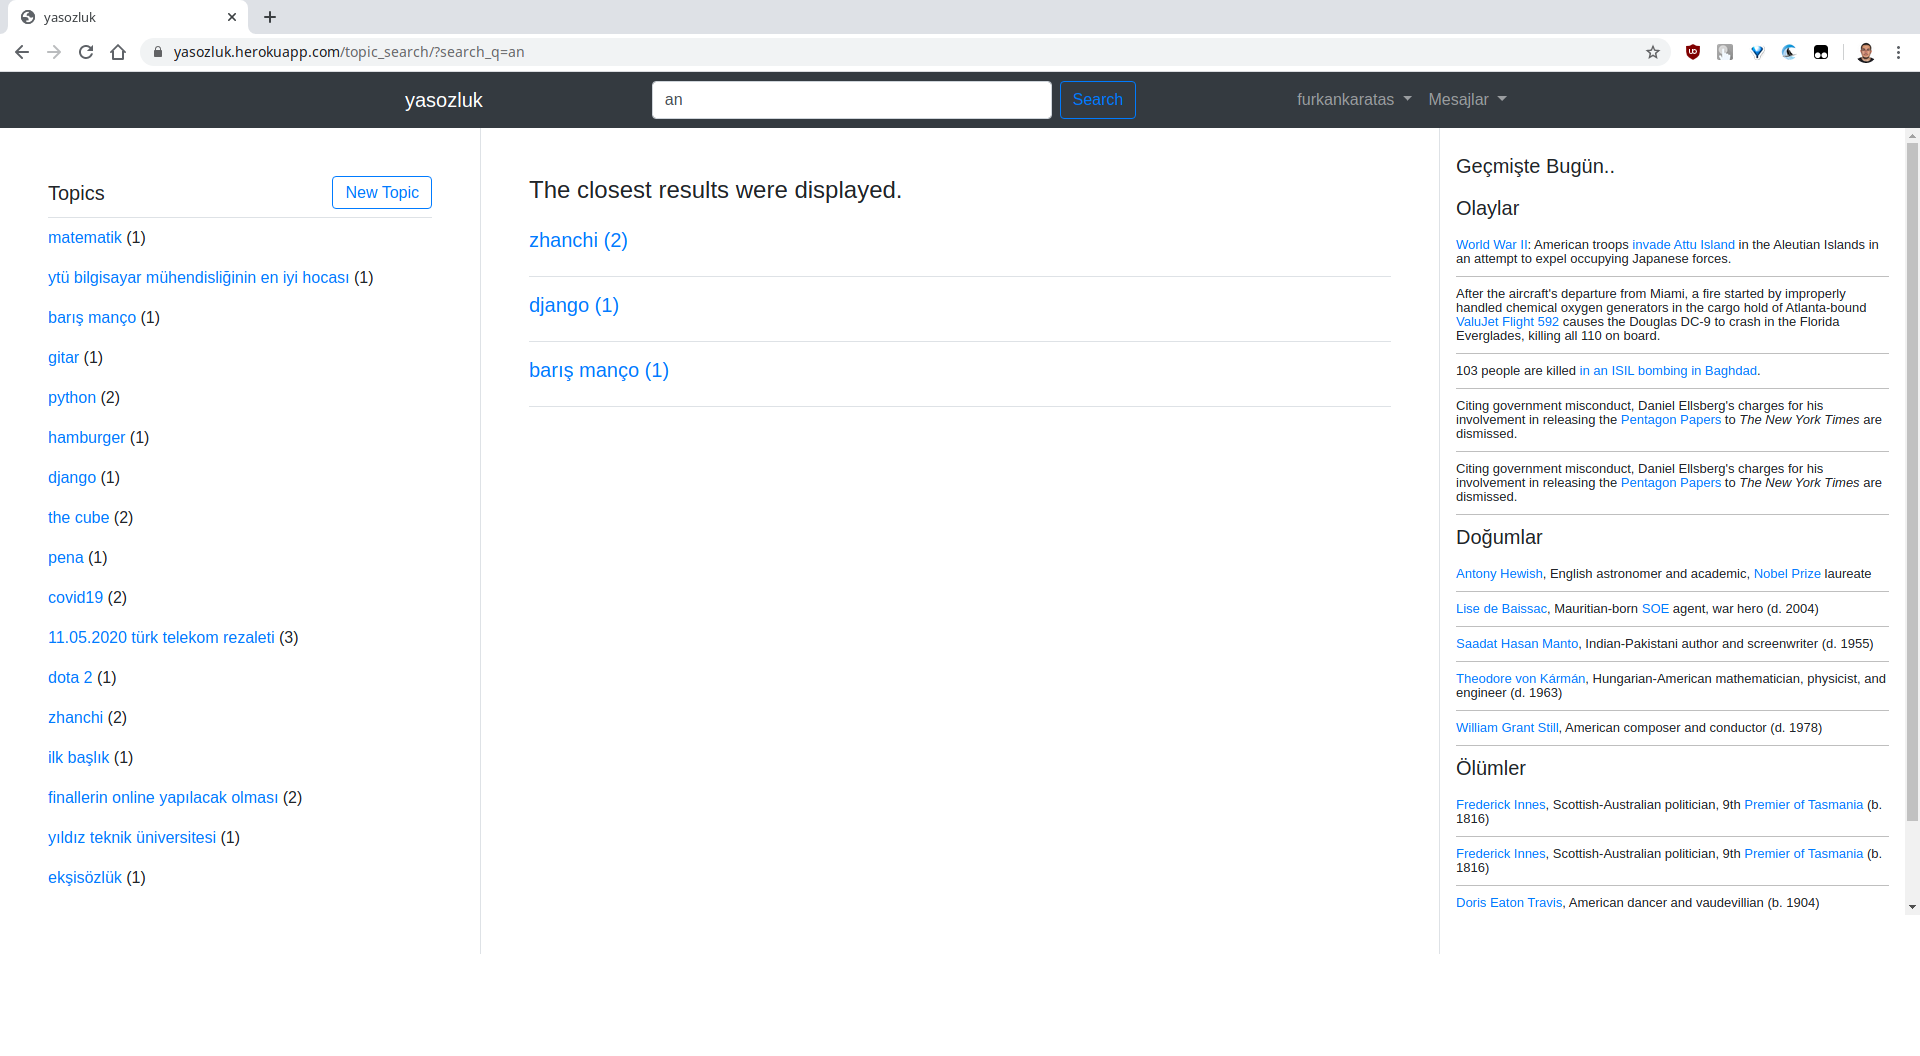 yasozluk
yasozluk.herokuapp.com/topic_search/?search_q=an
yasozluk
an
Search
furkankaratas
Mesajlar
Topics
New Topic
matematik (1)
ytü bilgisayar mühendisliğinin en iyi hocası (1)
barış manço (1)
gitar (1)
python (2)
hamburger (1)
django (1)
the cube (2)
pena (1)
covid19 (2)
11.05.2020 türk telekom rezaleti (3)
dota 2 (1)
zhanchi (2)
ilk başlık (1)
finallerin online yapılacak olması (2)
yıldız teknik üniversitesi (1)
ekşisözlük (1)
The closest results were displayed.
zhanchi (2)
django (1)
barış manço (1)
Geçmişte Bugün..
Olaylar
World War II: American troops invade Attu Island in the Aleutian Islands in
an attempt to expel occupying Japanese forces.
After the aircraft's departure from Miami, a fire started by improperly
handled chemical oxygen generators in the cargo hold of Atlanta-bound
ValuJet Flight 592 causes the Douglas DC-9 to crash in the Florida
Everglades, killing all 110 on board.
103 people are killed in an ISIL bombing in Baghdad.
Citing government misconduct, Daniel Ellsberg's charges for his
involvement in releasing the Pentagon Papers to The New York Times are
dismissed.
Citing government misconduct, Daniel Ellsberg's charges for his
involvement in releasing the Pentagon Papers to The New York Times are
dismissed.
Doğumlar
Antony Hewish, English astronomer and academic, Nobel Prize laureate
Lise de Baissac, Mauritian-born SOE agent, war hero (d. 2004)
Saadat Hasan Manto, Indian-Pakistani author and screenwriter (d. 1955)
Theodore von Kármán, Hungarian-American mathematician, physicist, and
engineer (d. 1963)
William Grant Still, American composer and conductor (d. 1978)
Ölümler
Frederick Innes, Scottish-Australian politician, 9th Premier of Tasmania (b.
1816)
Frederick Innes, Scottish-Australian politician, 9th Premier of Tasmania (b.
1816)
Doris Eaton Travis, American dancer and vaudevillian (b. 1904)